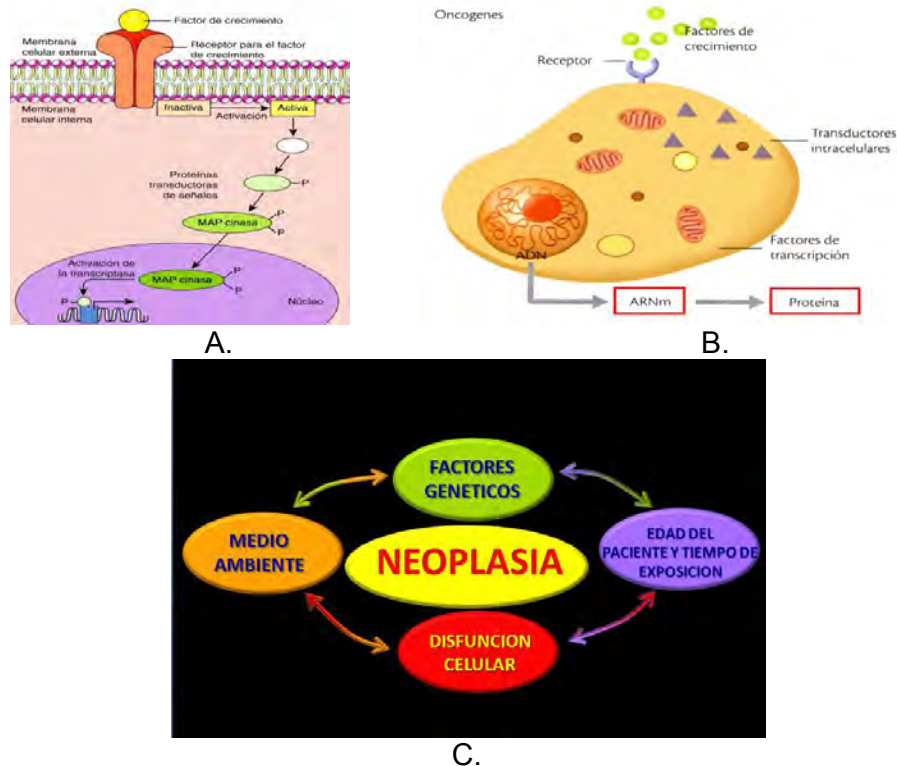 Factor de crecimiento
Membrana
celular externa
Receptor para el factor
de crecimiento
Membrana
celular interna
Inactiva
Activación
Activa
Proteínas
transductoras
de señales
P
MAP cinasa
P
P
Activación de
la transcriptasa
MAP cinasa
P
P
P
Núcleo
A.
Oncogenes
Factores de
crecimiento
Receptor
Transductores
intracelulares
Factores de
transcripción
ADN
ARNm
Proteína
B.
FACTORES
GENETICOS
MEDIO
AMBIENTE
NEOPLASIA
EDAD DEL
PACIENTE Y TIEMPO DE
EXPOSICION
DISFUNCION
CELULAR
C.